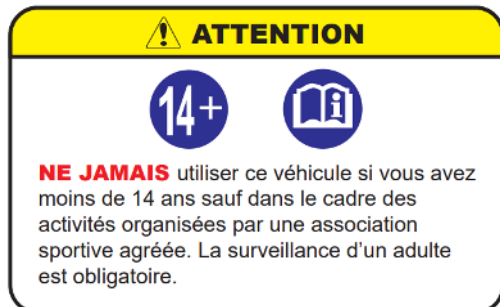 ATTENTION
14+
NE JAMAIS utiliser ce véhicule si vous avez
moins de 14 ans sauf dans le cadre des
activités organisées par une association
sportive agréée. La surveillance d'un adulte
est obligatoire.